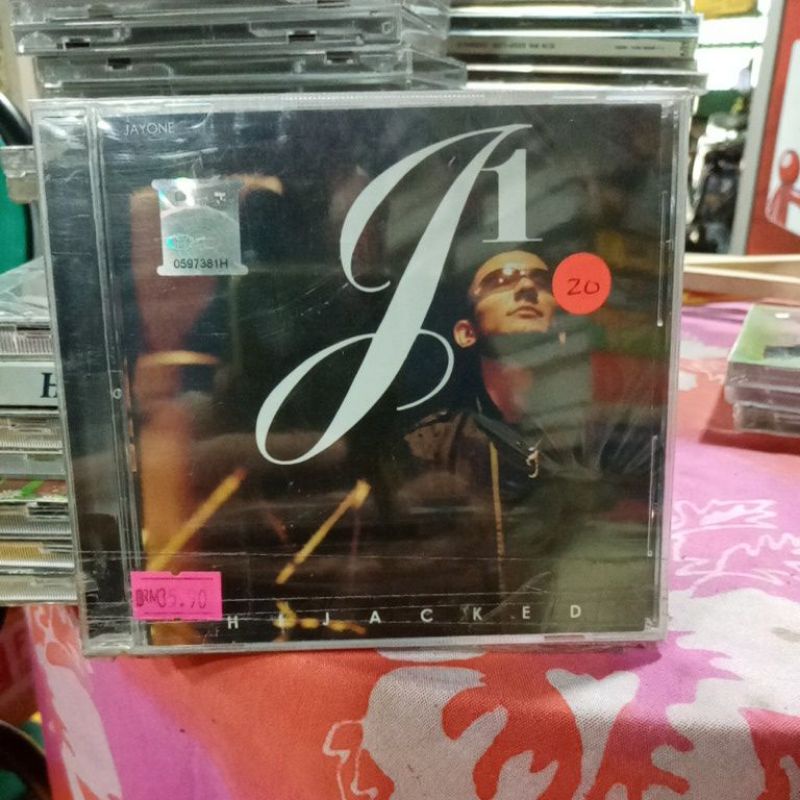 JAYONE
J1
0597381H
20
RM35.90
HIJACKED
H